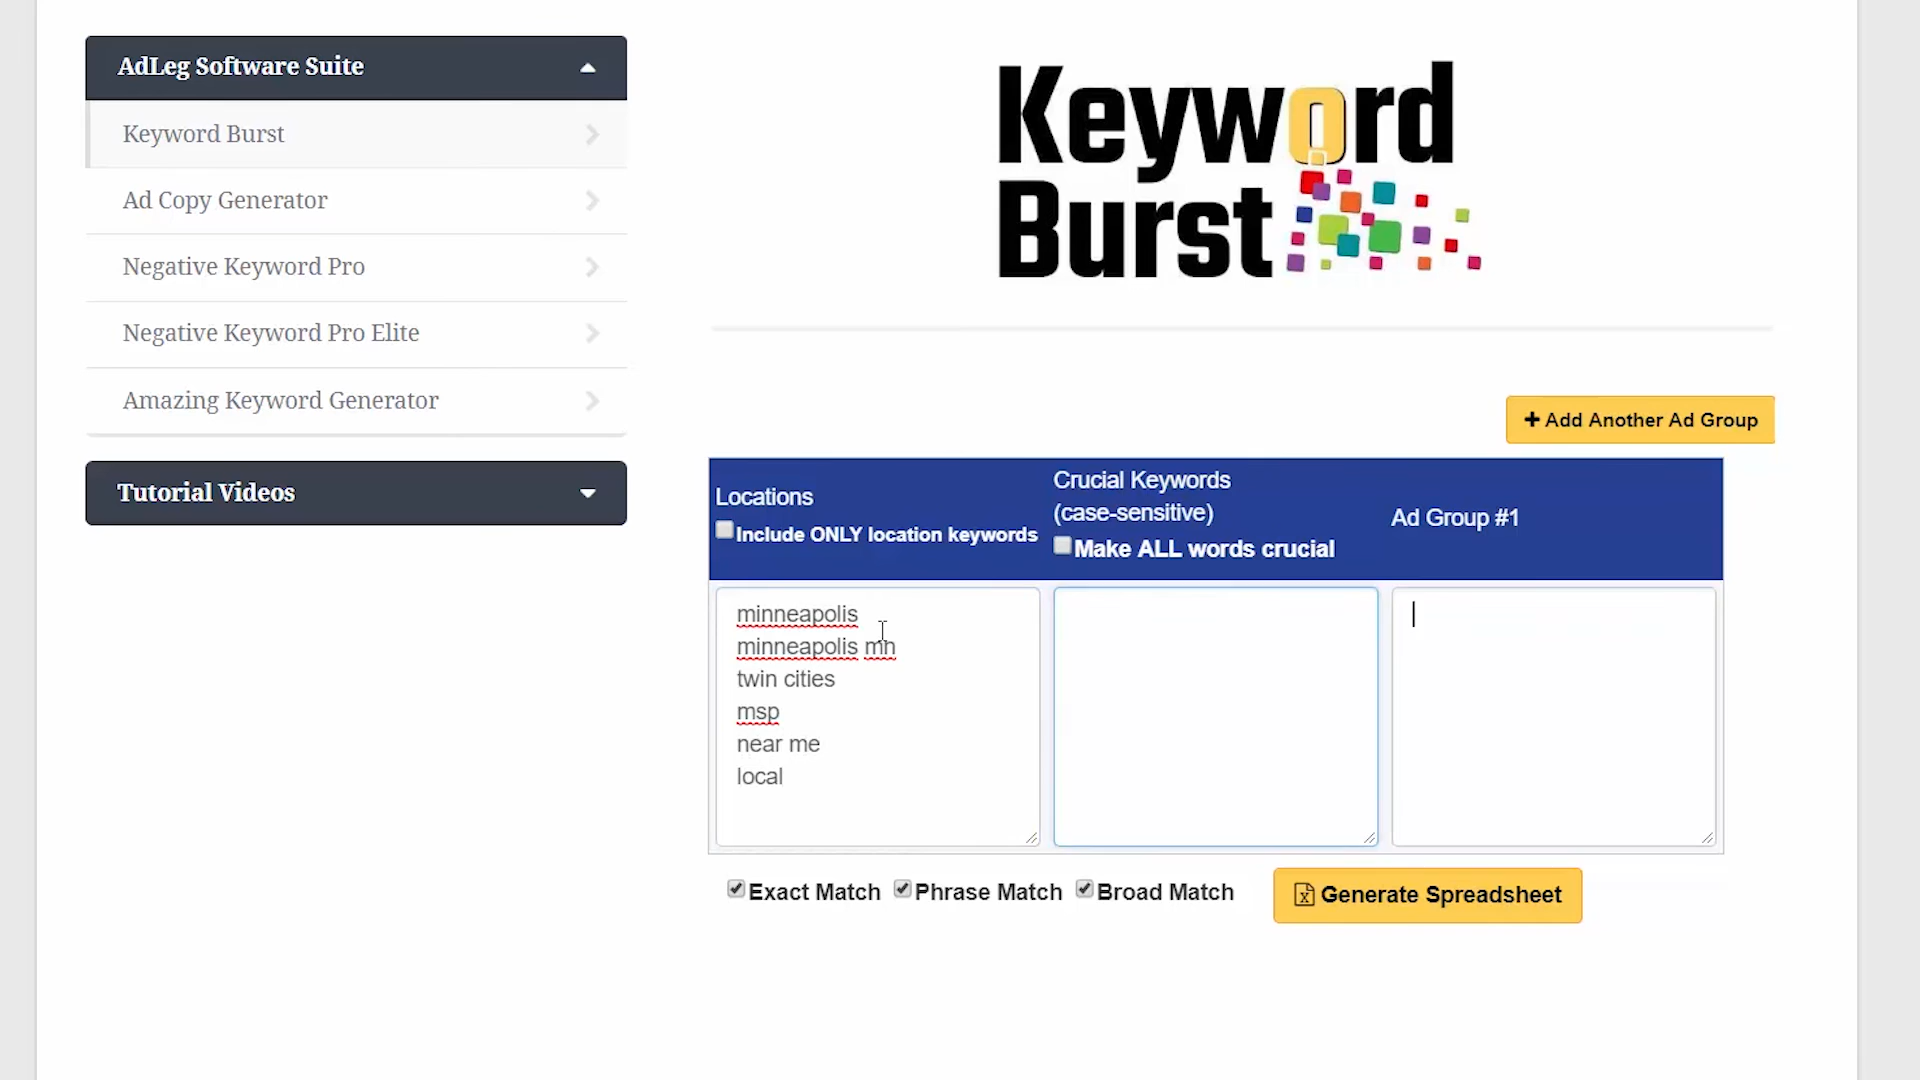 AdLeg Software Suite
Keyword Burst
Ad Copy Generator
Negative Keyword Pro
Negative Keyword Pro Elite
Amazing Keyword Generator
Tutorial Videos
Keyword
Burst
+ Add Another Ad Group
Locations
Include ONLY location keywords
Crucial Keywords
(case-sensitive)
Make ALL words crucial
Ad Group #1
minneapolis
minneapolis mn
twin cities
msp
near me
local
Exact Match Phrase Match Broad Match
Generate Spreadsheet